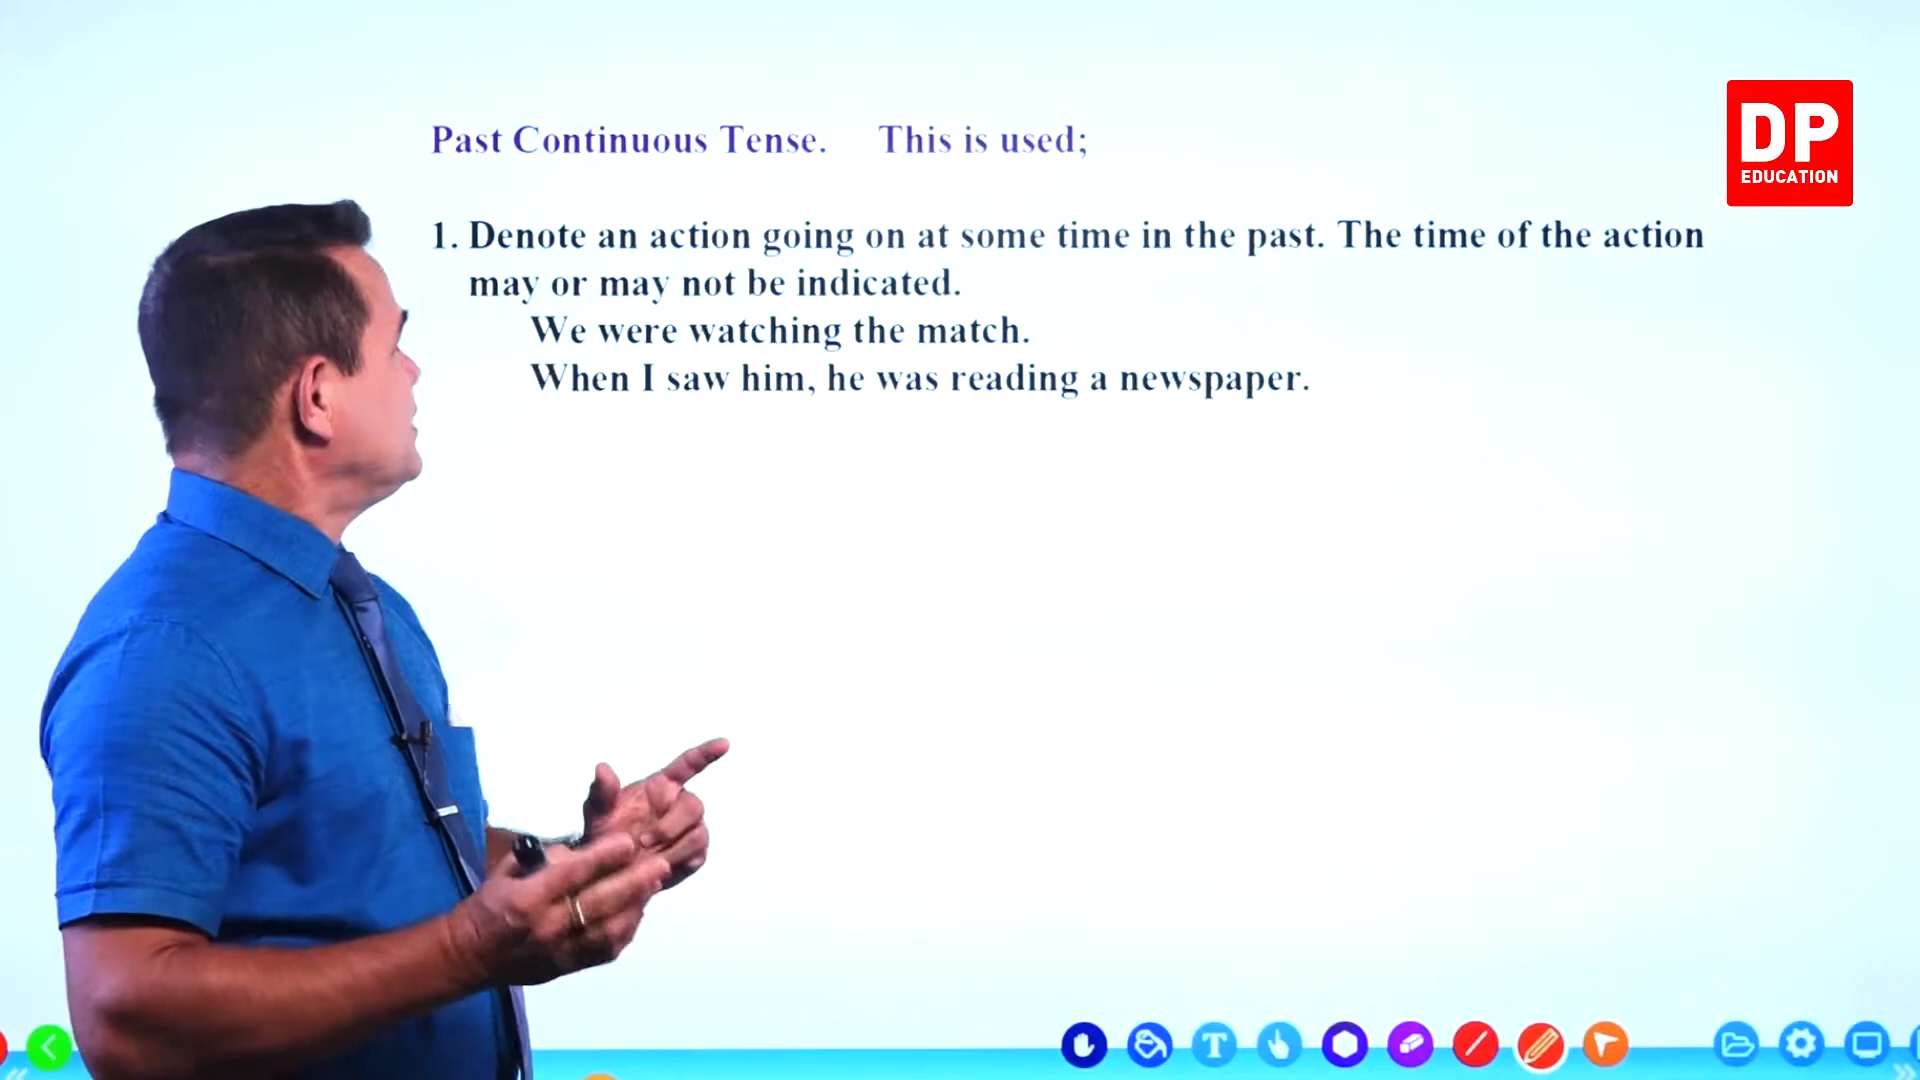 DP
EDUCATION
Past Continuous Tense. This is used;
1. Denote an action going on at some time in the past. The time of the action
may or may not be indicated.
We were watching the match.
When I saw him, he was reading a newspaper.
T